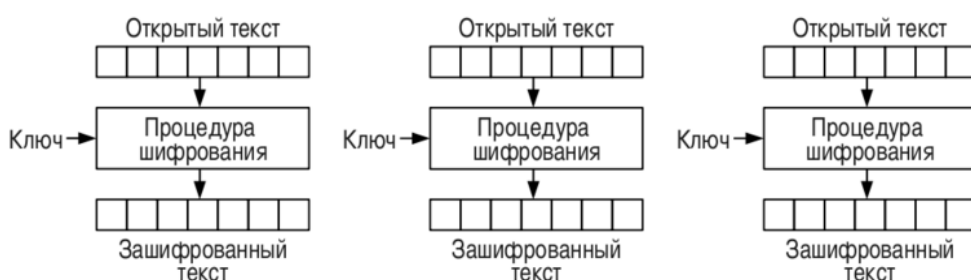 Открытый текст
Ключ
Процедура
шифрования
Зашифрованный
текст
Открытый текст
Ключ
Процедура
шифрования
Зашифрованный
текст
Открытый текст
Ключ
Процедура
шифрования
Зашифрованный
текст